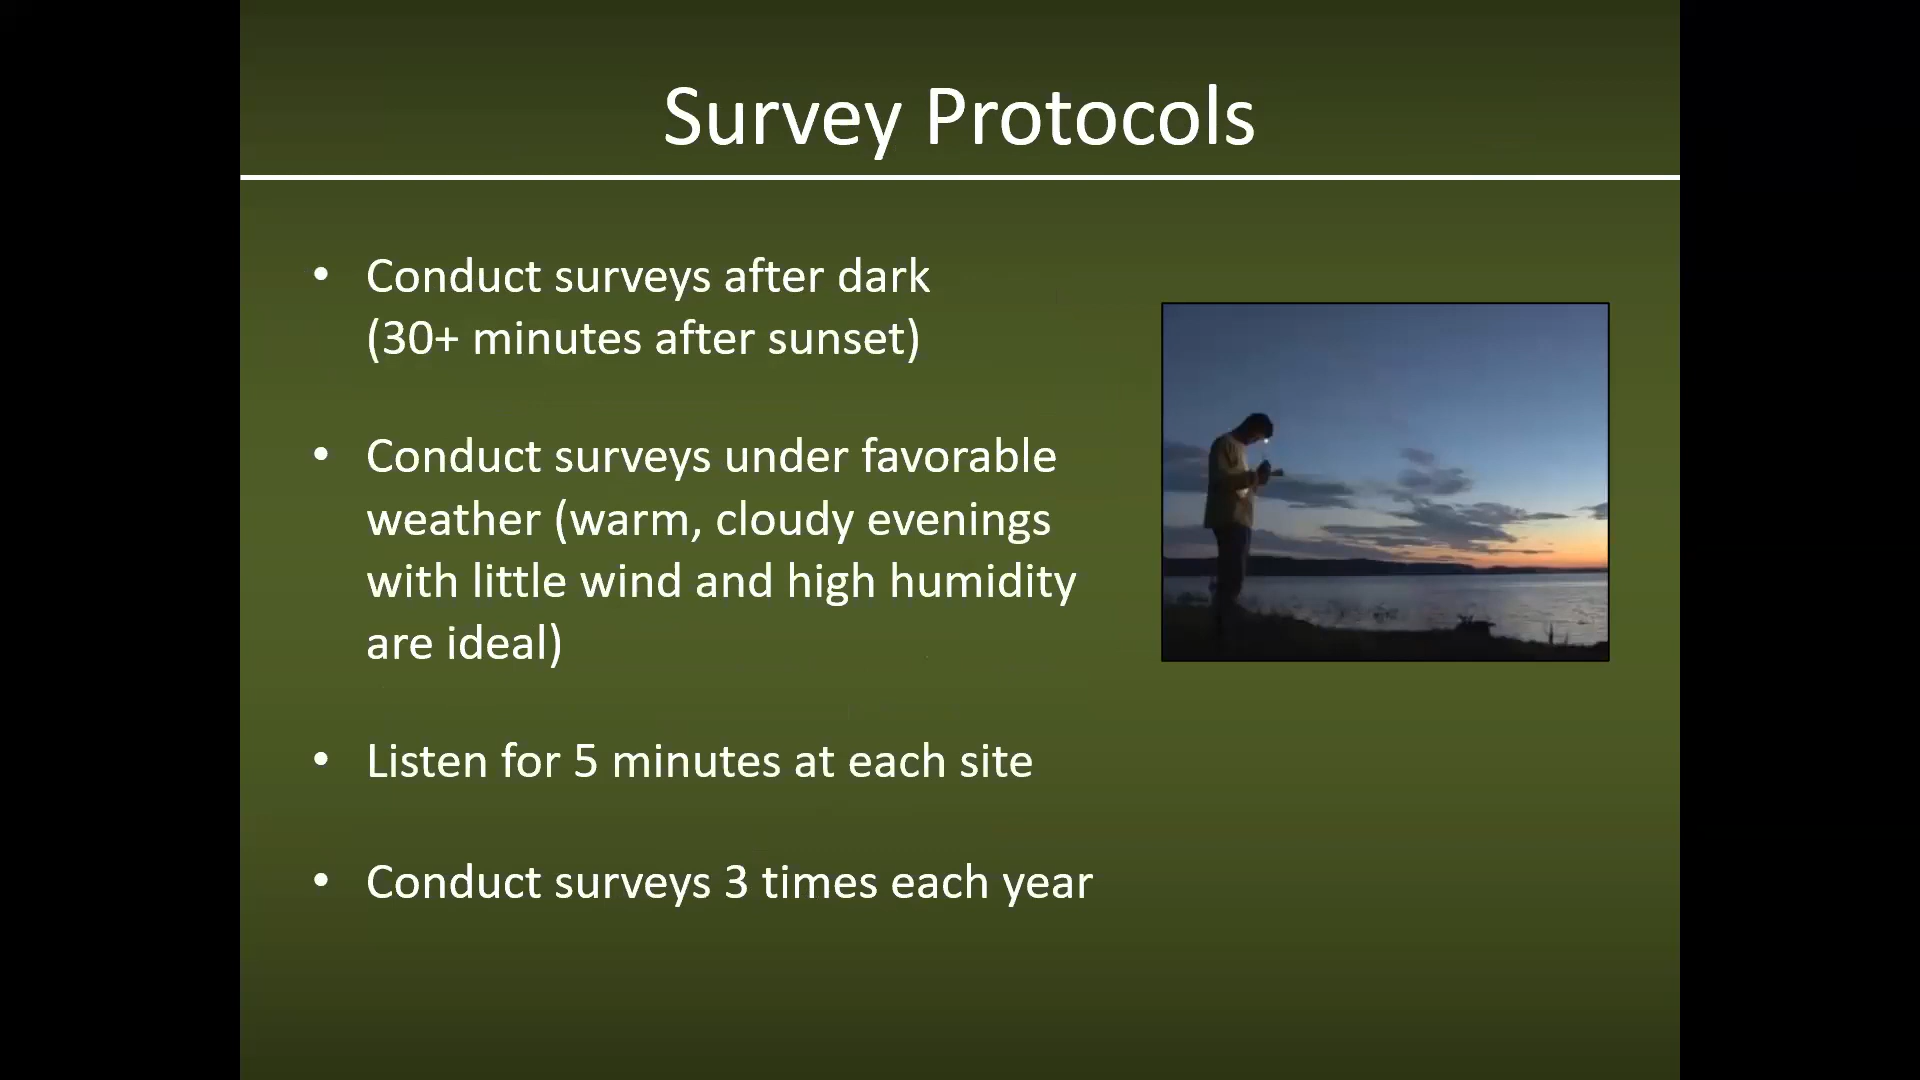 Survey Protocols
• Conduct surveys after dark
(30+ minutes after sunset)
• Conduct surveys under favorable
weather (warm, cloudy evenings
with little wind and high humidity
are ideal)
• Listen for 5 minutes at each site
• Conduct surveys 3 times each year